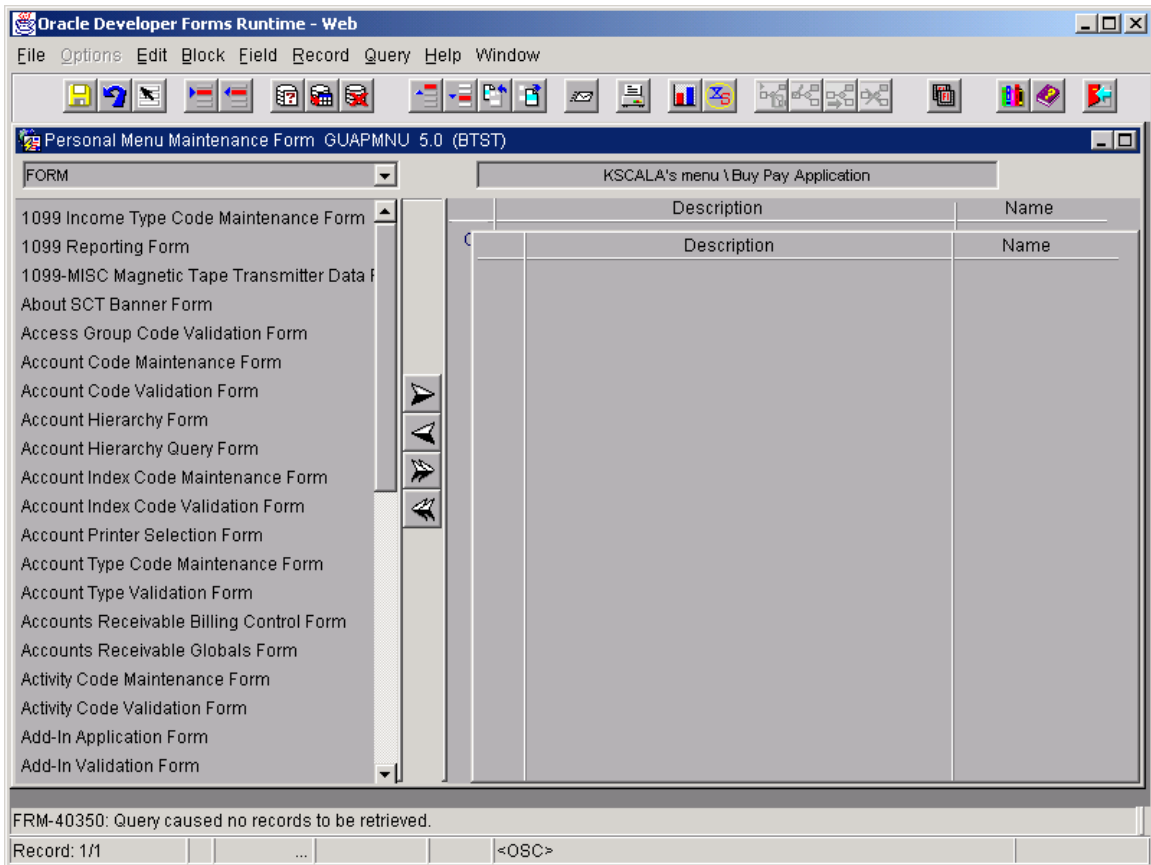 Oracle Developer Forms Runtime - Web
File Options Edit Block Field Record Query Help Window
Personal Menu Maintenance Form GUAPMNU 5.0 (BTST)
FORM
KSCALA's menu \ Buy Pay Application
Description Name
Description Name
1099 Income Type Code Maintenance Form
1099 Reporting Form
1099-MISC Magnetic Tape Transmitter Data F
About SCT Banner Form
Access Group Code Validation Form
Account Code Maintenance Form
Account Code Validation Form
Account Hierarchy Form
Account Hierarchy Query Form
Account Index Code Maintenance Form
Account Index Code Validation Form
Account Printer Selection Form
Account Type Code Maintenance Form
Account Type Validation Form
Accounts Receivable Billing Control Form
Accounts Receivable Globals Form
Activity Code Maintenance Form
Activity Code Validation Form
Add-In Application Form
Add-In Validation Form
FRM-40350: Query caused no records to be retrieved.
Record: 1/1 ... <OSC>